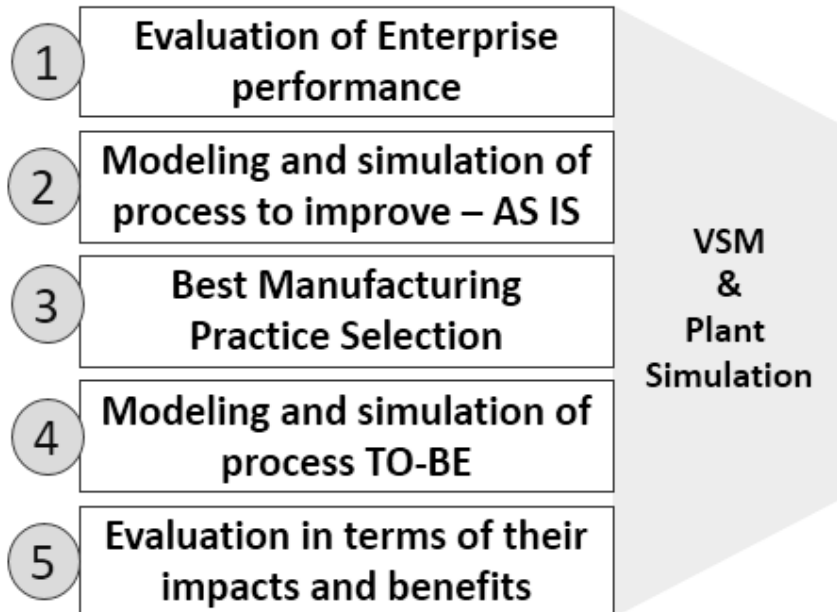 1
Evaluation of Enterprise
performance
2
Modeling and simulation of
process to improve – AS IS
3
Best Manufacturing
Practice Selection
4
Modeling and simulation of
process TO-BE
5
Evaluation in terms of their
impacts and benefits
VSM
&
Plant
Simulation